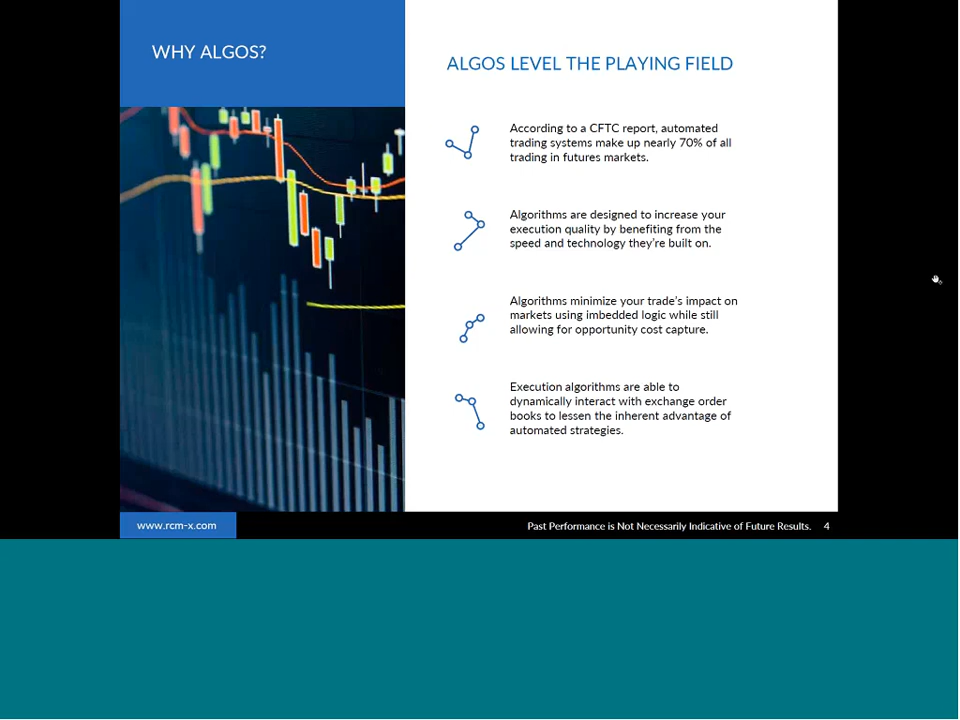 WHY ALGOS?
ALGOS LEVEL THE PLAYING FIELD
According to a CFTC report, automated
trading systems make up nearly 70% of all
trading in futures markets.
Algorithms are designed to increase your
execution quality by benefiting from the
speed and technology they're built on.
Algorithms minimize your trade's impact on
markets using imbedded logic while still
allowing for opportunity cost capture.
Execution algorithms are able to
dynamically interact with exchange order
books to lessen the inherent advantage of
automated strategies.
www.rcm-x.com
Past Performance is Not Necessarily Indicative of Future Results. 4